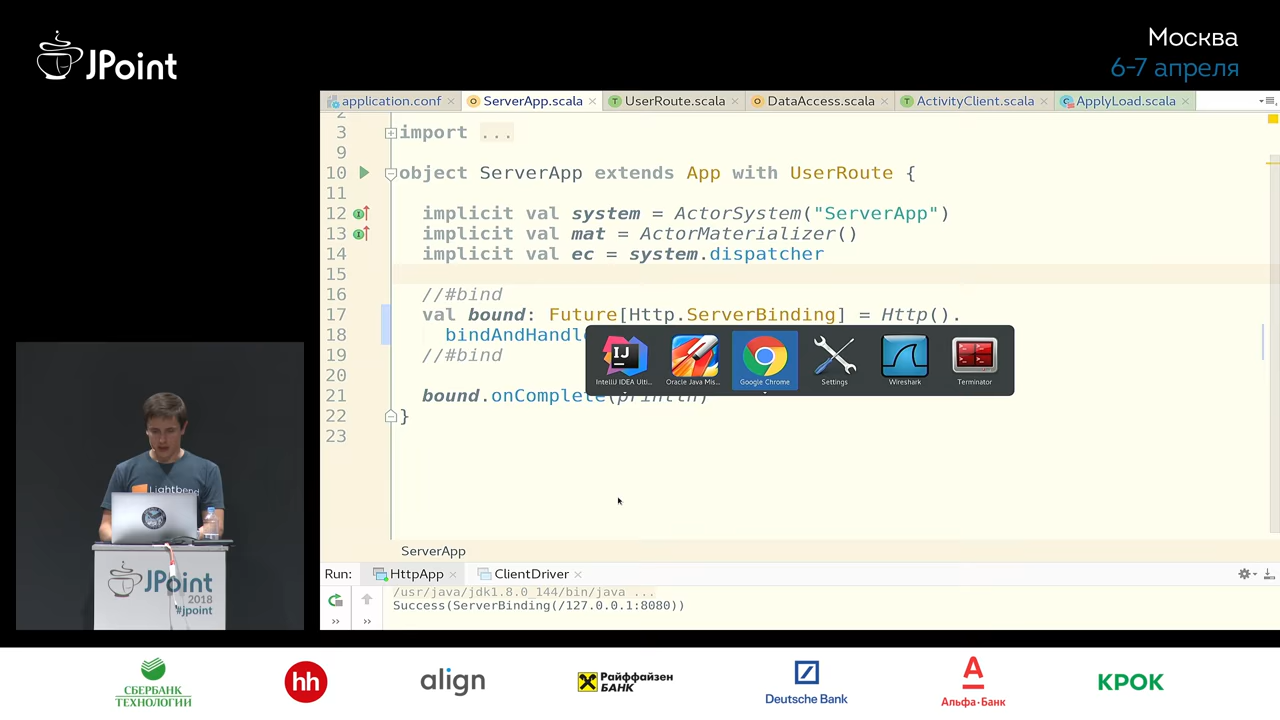 JPoint
Москва
6–7 апреля
application.conf
ServerApp.scala
UserRoute.scala
DataAccess.scala
ActivityClient.scala
ApplyLoad.scala
2
3 import ...
9
10 object ServerApp extends App with UserRoute {
11
12 implicit val system = ActorSystem("ServerApp")
13 implicit val mat = ActorMaterializer()
14 implicit val ec = system.dispatcher
15
16 //#bind
17 val bound: Future[Http.ServerBinding] = Http().
18 bindAndHandle
19 //#bind
20
21 bound.onComplete(println)
22 }
23
IntelliJ IDEA Ulti...
Oracle Java Mis...
Google Chrome
Settings
Wireshark
Terminator
ServerApp
Run: HttpApp ClientDriver
/usr/java/jdk1.8.0_144/bin/java ...
Success(ServerBinding(/127.0.0.1:8080))
Lightbend
JPoint
2018
#jpoint
СБЕРБАНК
ТЕХНОЛОГИИ
hh
align
Райффайзен
БАНК
Deutsche Bank
Альфа·Банк
КРОК